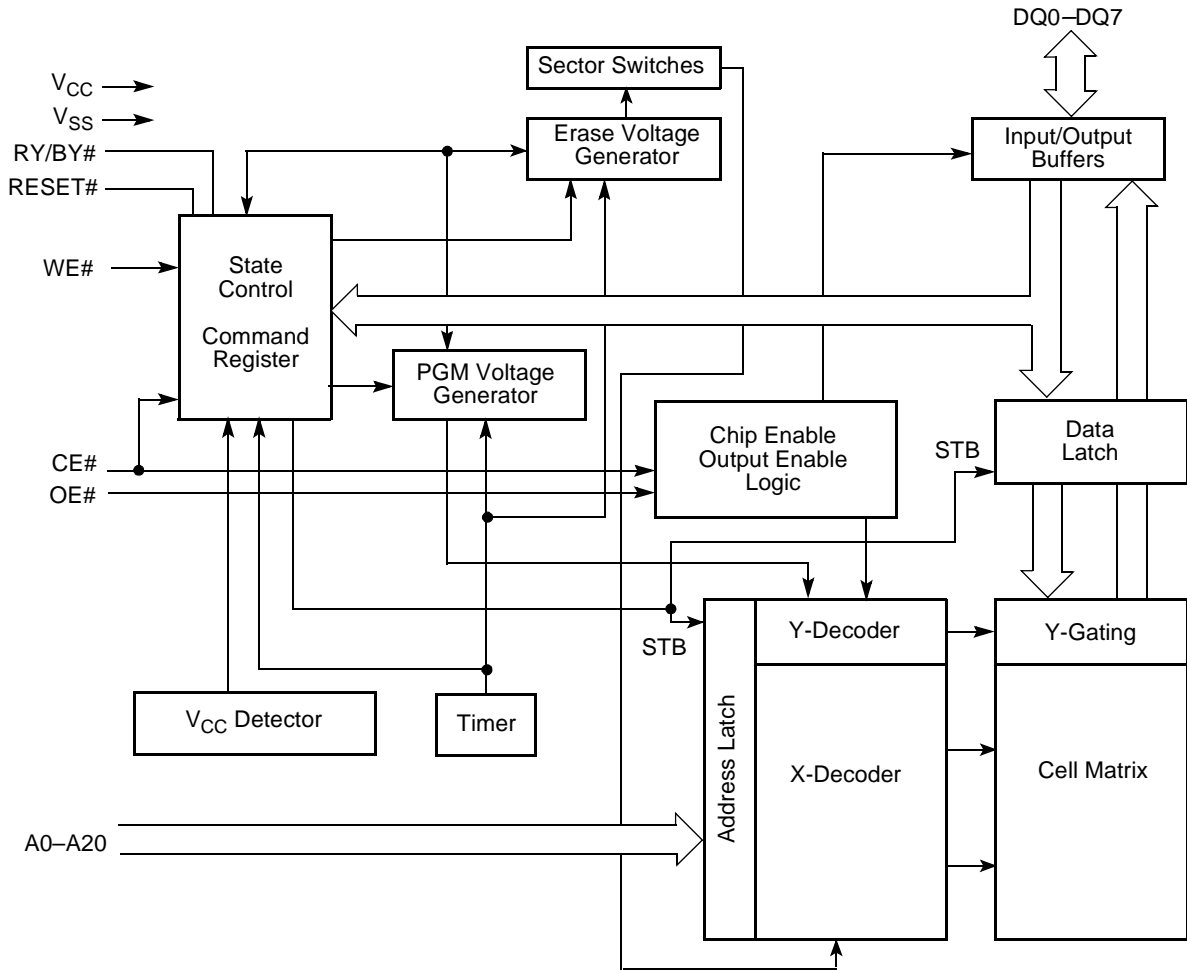 DQ0–DQ7
Sector Switches
VCC
VSS
RY/BY#
RESET#
Erase Voltage
Generator
Input/Output
Buffers
WE#
State
Control
Command
Register
PGM Voltage
Generator
Chip Enable
Output Enable
Logic
STB
Data
Latch
CE#
OE#
STB
Y-Decoder
Y-Gating
VCC Detector
Timer
Address Latch
X-Decoder
Cell Matrix
A0–A20